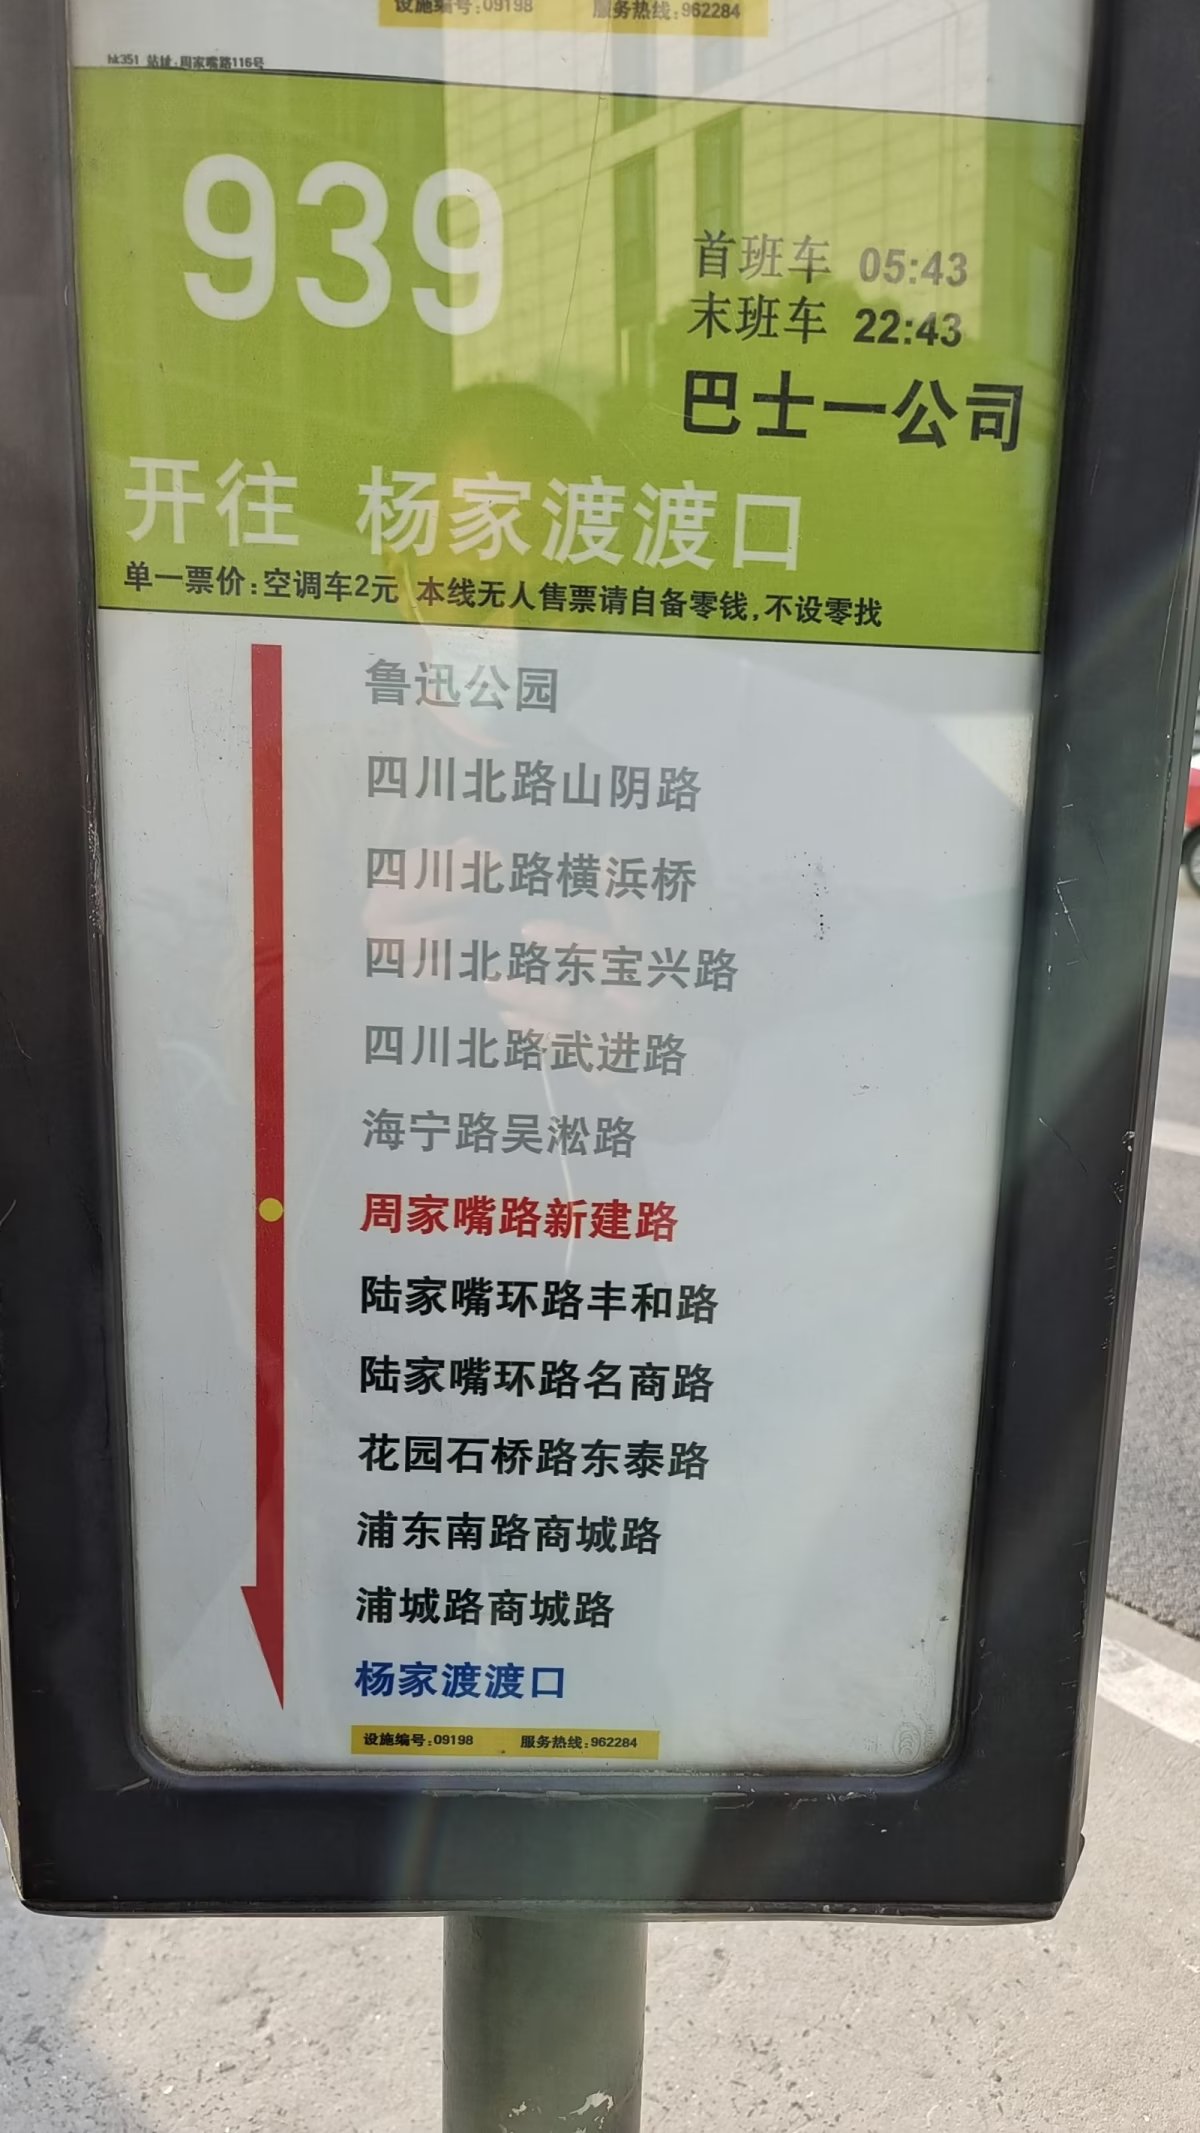 设施编号:09198 服务热线:962284
hk351 站址:周家嘴路116号
939
首班车 05:43
末班车 22:43
巴士一公司
开往 杨家渡渡口
单一票价:空调车2元 本线无人售票请自备零钱,不设零找
鲁迅公园
四川北路山阴路
四川北路横浜桥
四川北路东宝兴路
四川北路武进路
海宁路吴淞路
周家嘴路新建路
陆家嘴环路丰和路
陆家嘴环路名商路
花园石桥路东泰路
浦东南路商城路
浦城路商城路
杨家渡渡口
设施编号:09198 服务热线:962284